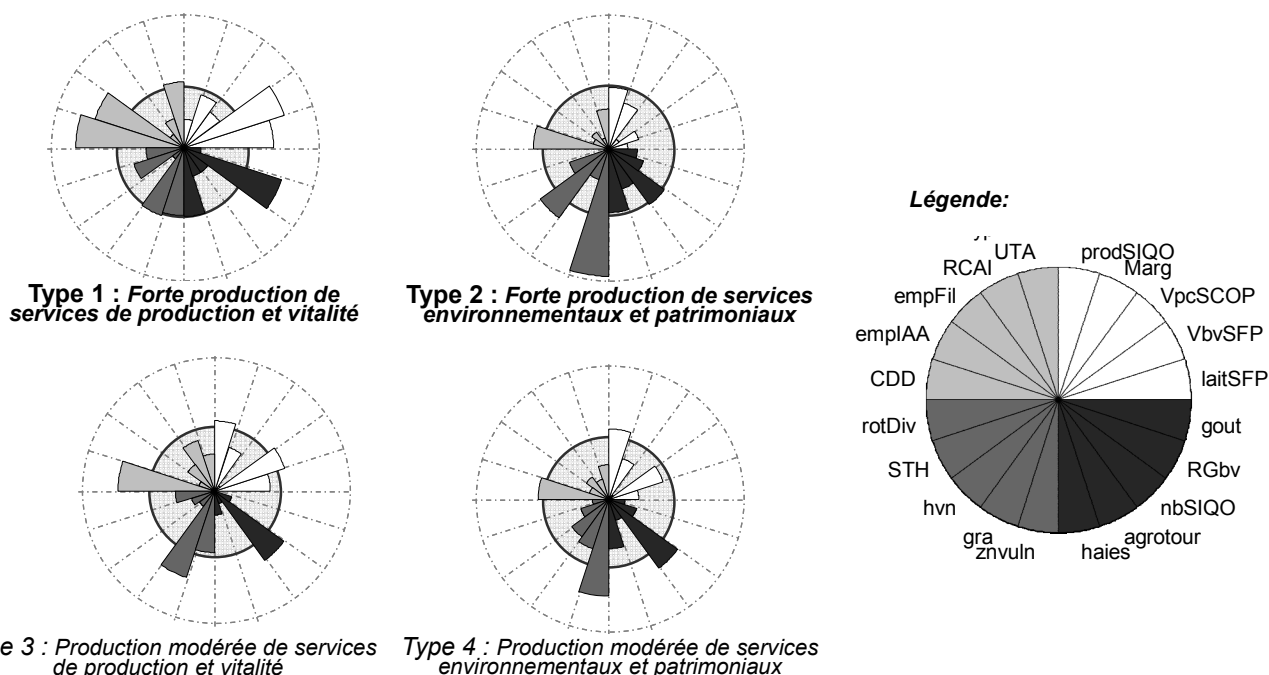 Type 1 : Forte production de
services de production et vitalité
Type 2 : Forte production de services
environnementaux et patrimoniaux
e 3 : Production modérée de services
de production et vitalité
Type 4 : Production modérée de services
environnementaux et patrimoniaux
Légende:
UTA
prodSIQO
RCAI
Marg
empFil
VpcSCOP
empIAA
VbvSFP
CDD
laitSFP
rotDiv
gout
STH
RGbv
hvn
nbSIQO
gra
agrotour
znvuln
haies